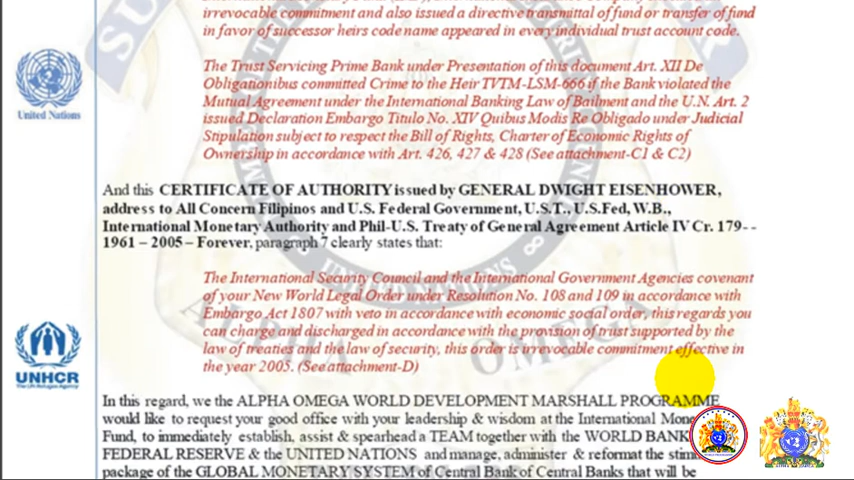 irrevocable commitment and also issued a directive transmittal of fund or transfer of fund
in favor of successor heirs code name appeared in every individual trust account code.
The Trust Servicing Prime Bank under Presentation of this document Art. XII De
Obligationibus committed Crime to the Heir TVTM-LSM-666 if the Bank violated the
Mutual Agreement under the International Banking Law of Bailment and the U.N. Art. 2
issued Declaration Embargo Titulo No. XIV Quibus Modis Re Obligado under Judicial
Stipulation subject to respect the Bill of Rights, Charter of Economic Rights of
Ownership in accordance with Art. 426, 427 & 428 (See attachment-C1 & C2)
United Nations
And this CERTIFICATE OF AUTHORITY issued by GENERAL DWIGHT EISENHOWER,
address to All Concern Filipinos and U.S. Federal Government, U.S.T., U.S.Fed, W.B.,
International Monetary Authority and Phil-U.S. Treaty of General Agreement Article IV Cr. 179--
1961 – 2005 – Forever, paragraph 7 clearly states that:
The International Security Council and the International Government Agencies covenant
of your New World Legal Order under Resolution No. 108 and 109 in accordance with
Embargo Act 1807 with veto in accordance with economic social order, this regards you
can charge and discharged in accordance with the provision of trust supported by the
law of treaties and the law of security, this order is irrevocable commitment effective in
the year 2005. (See attachment-D)
UNHCR
The UN Refugee Agency
In this regard, we the ALPHA OMEGA WORLD DEVELOPMENT MARSHALL PROGRAMME
would like to request your good office with your leadership & wisdom at the International
Fund, to immediately establish, assist & spearhead a TEAM together with the WORLD BANK
FEDERAL RESERVE & the UNITED NATIONS and manage, administer & reformat the
package of the GLOBAL MONETARY SYSTEM of Central Bank of Central Banks that will be
ALPHA OMEGA